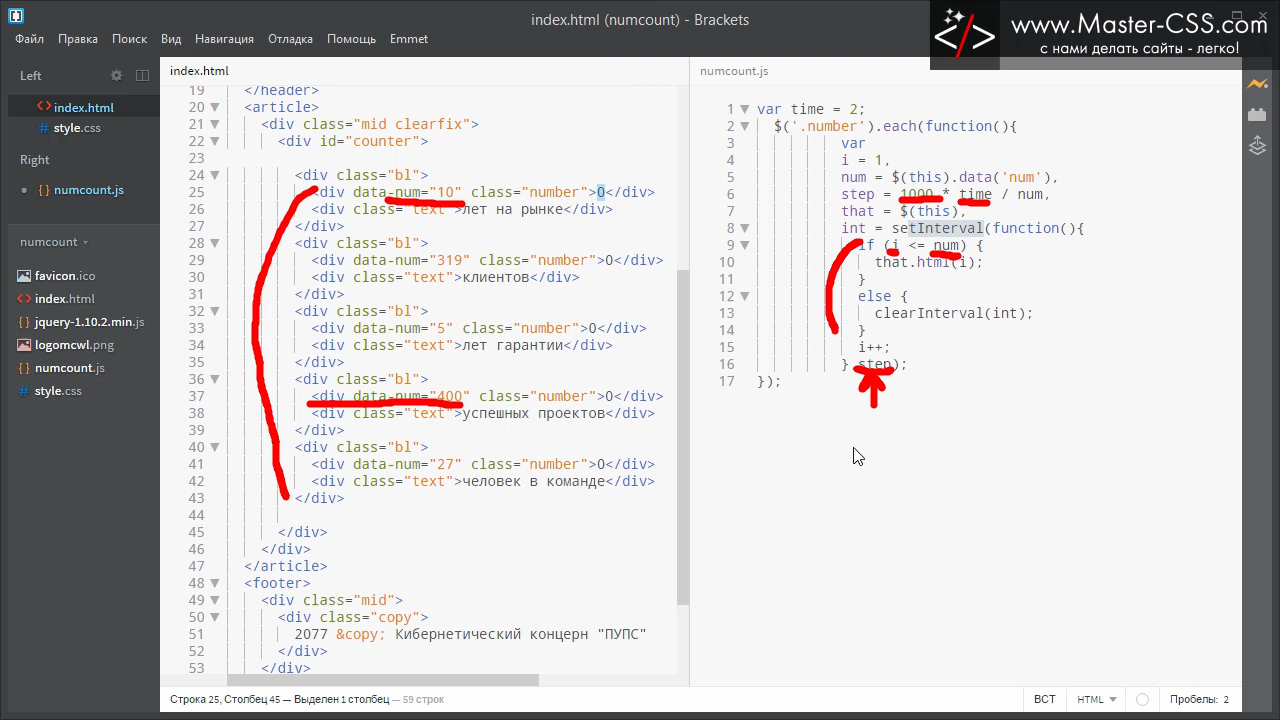 index.html (numcount) - Brackets
Файл Правка Поиск Вид Навигация Отладка Помощь Emmet
www.Master-CSS.com
с нами делать сайты - легко!
Left
index.html
style.css
Right
numcount.js
numcount
favicon.ico
index.html
jquery-1.10.2.min.js
logomcwl.png
numcount.js
style.css
index.html
19 </header>
20 <article>
21 <div class="mid clearfix">
22 <div id="counter">
23
24 <div class="bl">
25 <div data-num="10" class="number">0</div>
26 <div class="text">лет на рынке</div>
27 </div>
28 <div class="bl">
29 <div data-num="319" class="number">0</div>
30 <div class="text">клиентов</div>
31 </div>
32 <div class="bl">
33 <div data-num="5" class="number">0</div>
34 <div class="text">лет гарантии</div>
35 </div>
36 <div class="bl">
37 <div data-num="400" class="number">0</div>
38 <div class="text">успешных проектов</div>
39 </div>
40 <div class="bl">
41 <div data-num="27" class="number">0</div>
42 <div class="text">человек в команде</div>
43 </div>
44
45 </div>
46 </div>
47 </article>
48 <footer>
49 <div class="mid">
50 <div class="copy">
51 2077 &copy; Кибернетический концерн "ПУПС"
52 </div>
53 </div>
numcount.js
1 var time = 2;
2 $('.number').each(function(){
3 var
4 i = 1,
5 num = $(this).data('num'),
6 step = 1000 * time / num,
7 that = $(this),
8 int = setInterval(function(){
9 if (i <= num) {
10 that.html(i);
11 }
12 else {
13 clearInterval(int);
14 }
15 i++;
16 } step);
17 });
Строка 25, Столбец 45 — Выделен 1 столбец — 59 строк
ВСТ HTML Пробелы: 2